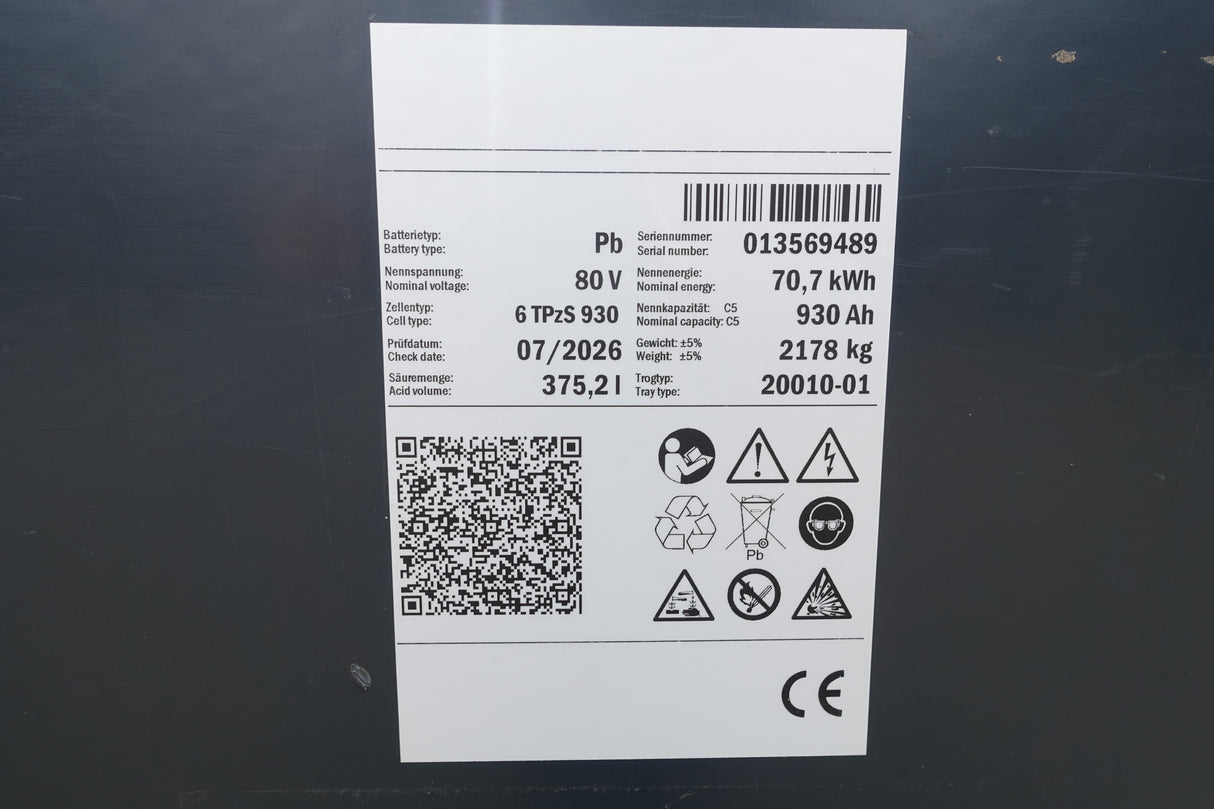 Batterietyp: Pb Seriennummer: 013569489
Battery type: Serial number:
Nennspannung: 80 V Nennenergie: 70,7 kWh
Nominal voltage: Nominal energy:
Zellentyp: 6 TPzS 930 Nennkapazität: C5 930 Ah
Cell type: Nominal capacity: C5
Prüfdatum: 07/2026 Gewicht: ±5% 2178 kg
Check date: Weight: ±5%
Säuremenge: 375,2 l Trogtyp: 20010-01
Acid volume: Tray type:
Pb
CE